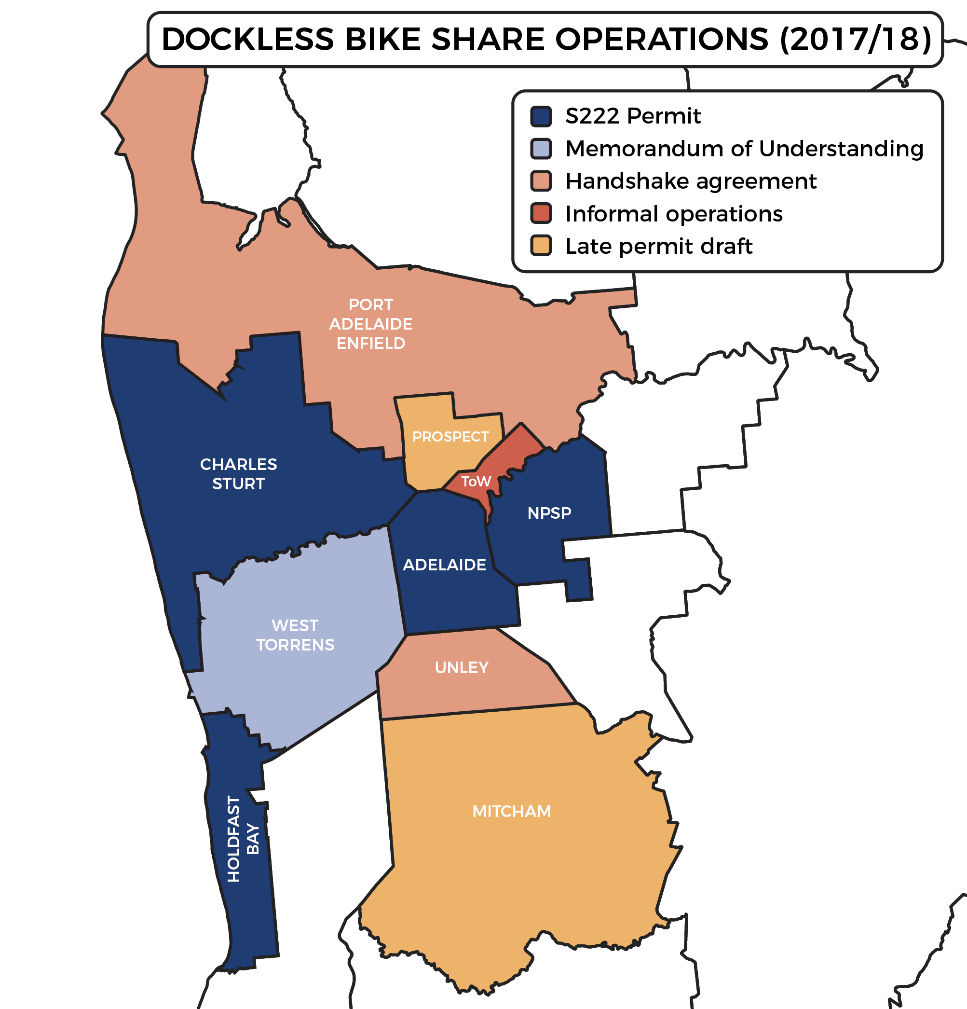 DOCKLESS BIKE SHARE OPERATIONS (2017/18)
S222 Permit
Memorandum of Understanding
Handshake agreement
Informal operations
Late permit draft
PORT
ADELAIDE
ENFIELD
PROSPECT
CHARLES
STURT
ToW
NPSP
ADELAIDE
WEST
TORRENS
UNLEY
MITCHAM
HOLDFAST
BAY